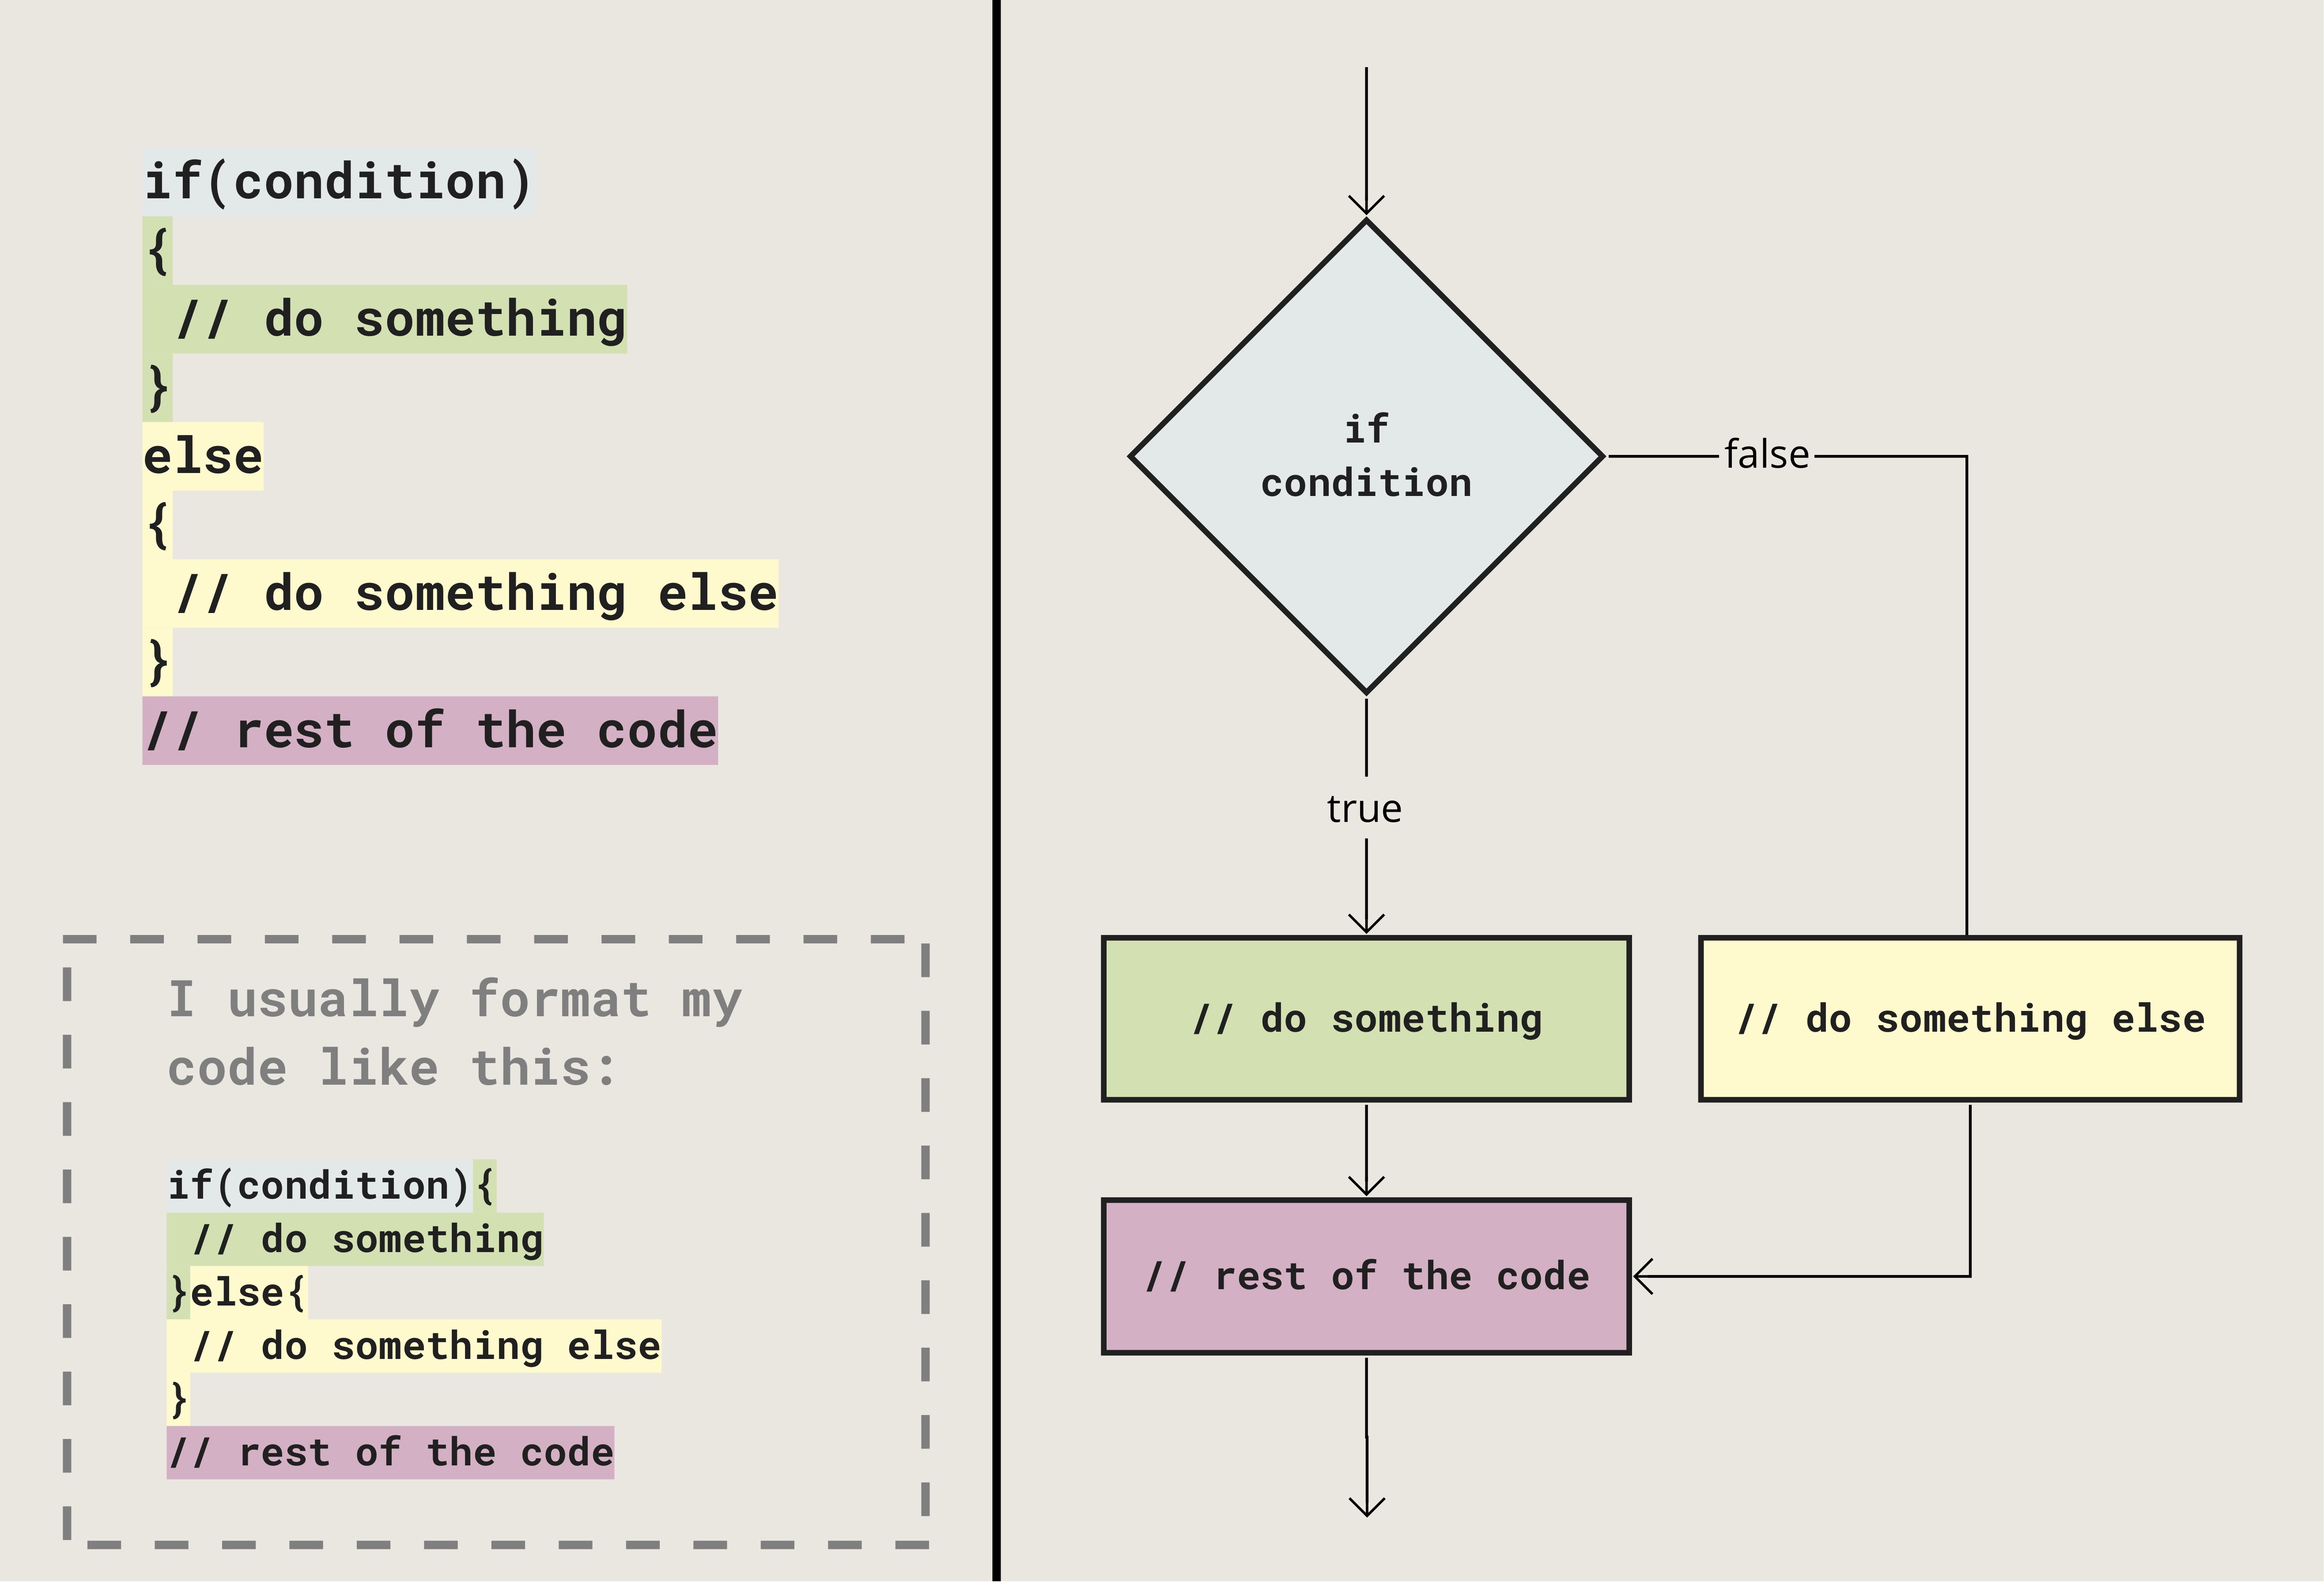 if(condition)
{
 // do something
}
else
{
 // do something else
}
// rest of the code
I usually format my
code like this:
if(condition){
 // do something
}else{
 // do something else
}
// rest of the code
if
condition
false
true
// do something
// do something else
// rest of the code